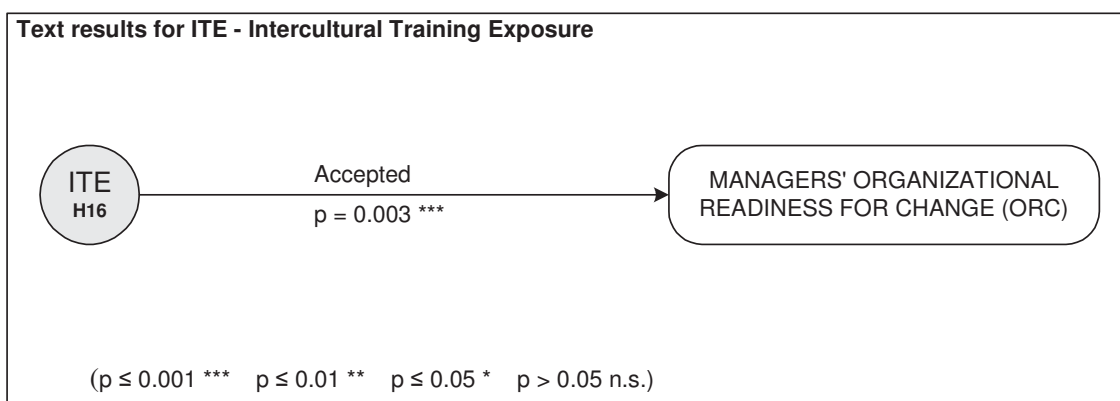 Text results for ITE - Intercultural Training Exposure
ITE
H16
Accepted
p = 0.003 ***
MANAGERS' ORGANIZATIONAL
READINESS FOR CHANGE (ORC)
(p ≤ 0.001 *** p ≤ 0.01 ** p ≤ 0.05 * p > 0.05 n.s.)